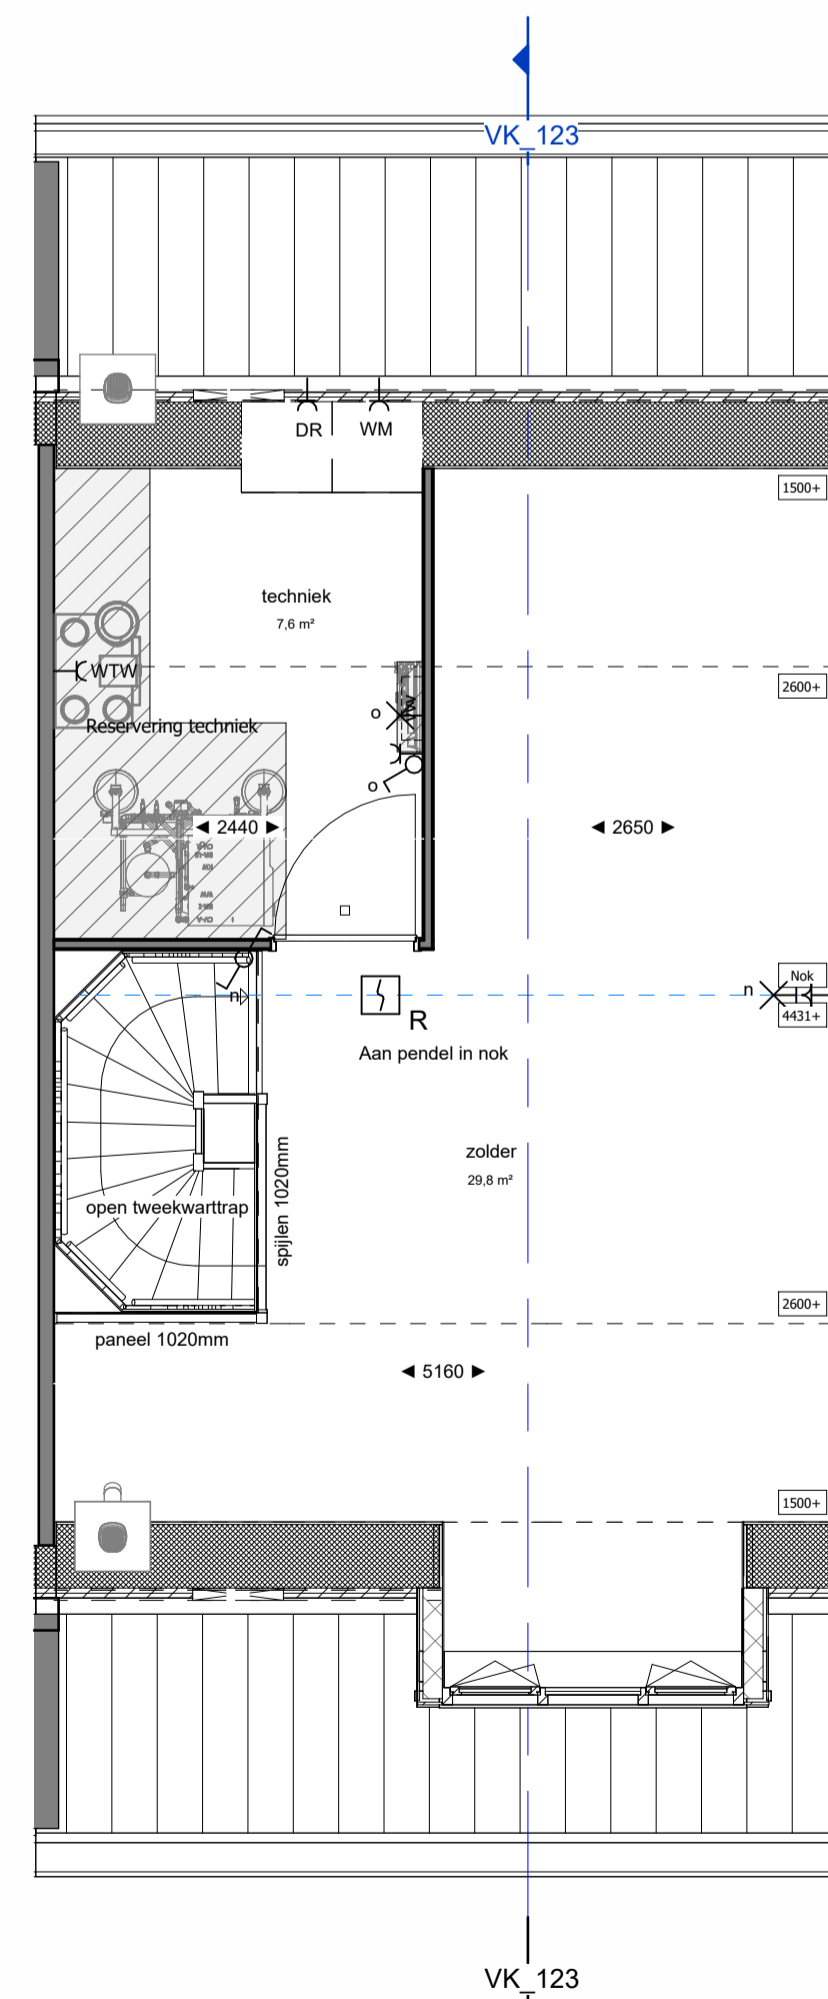 VK_123
DR
WM
1500+
techniek
7,6 m²
WTW
2600+
o
Reservering techniek
o
2440
2650
n
n
Nok
4431+
R
Aan pendel in nok
zolder
29,8 m²
spijlen 1020mm
open tweekwarttrap
2600+
paneel 1020mm
5160
1500+
VK_123